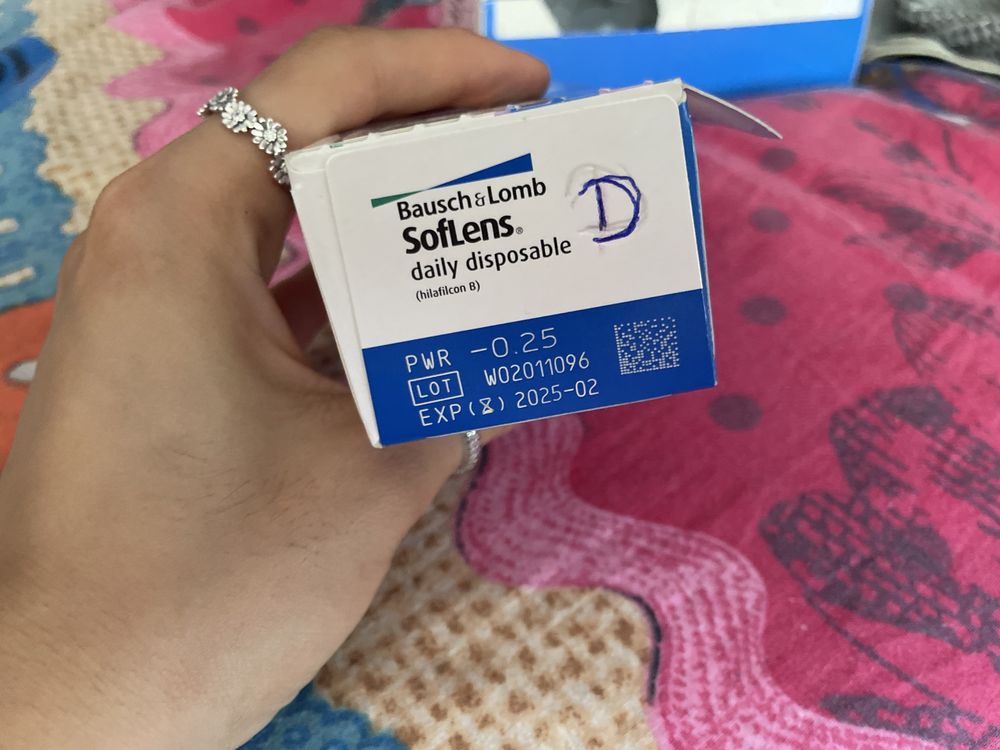 Bausch & Lomb
SofLens®
daily disposable
(hilafilcon B)
D
PWR -0.25
LOT W02011096
EXP (⌛) 2025-02